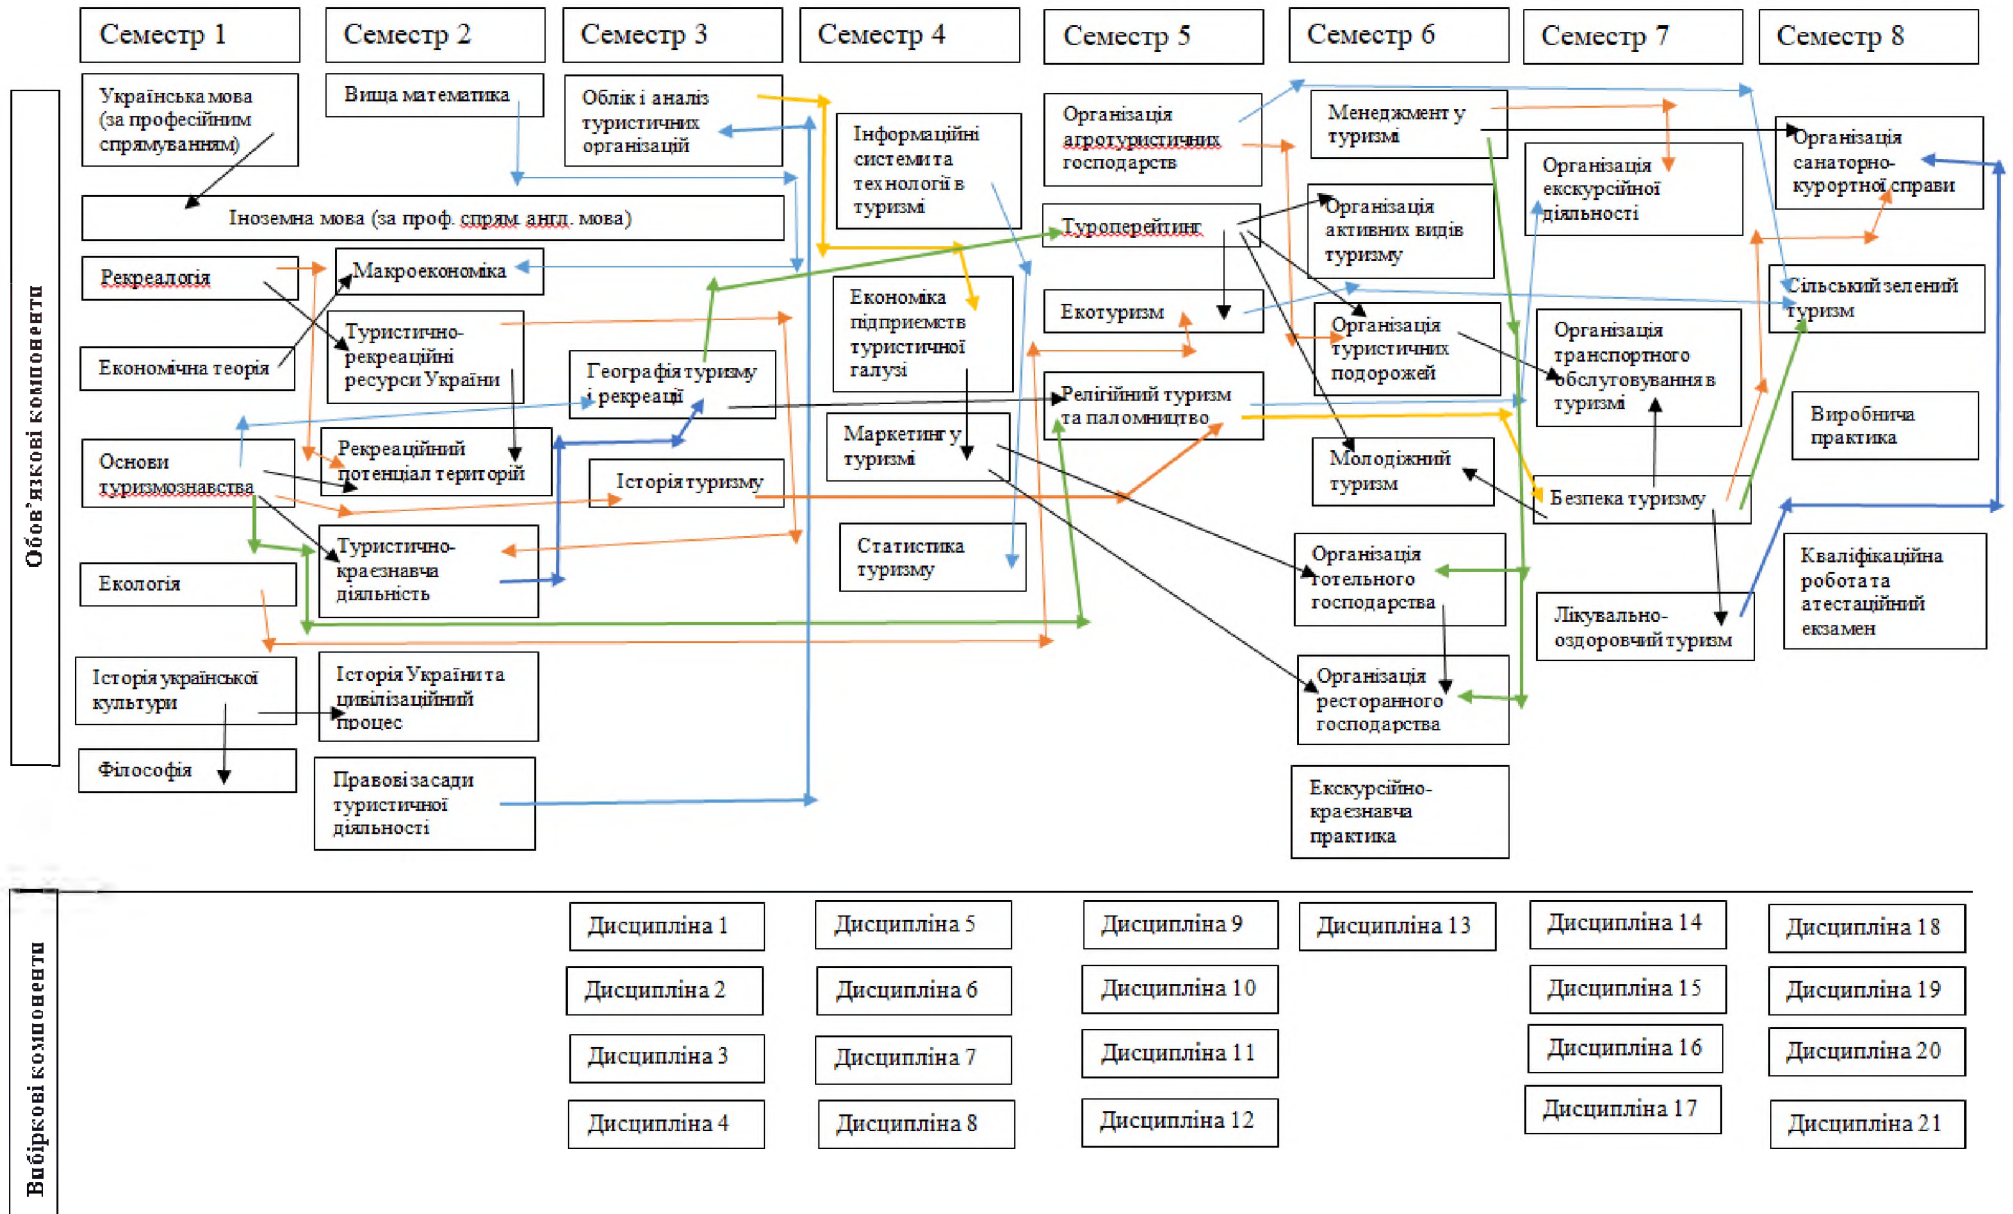 Семестр 1
Семестр 2
Семестр 3
Семестр 4
Семестр 5
Семестр 6
Семестр 7
Семестр 8
Обов’язкові компоненти
Українська мова
(за професійним
спрямуванням)
Іноземна мова (за проф. спрям. англ. мова)
Рекреалогія
Економічна теорія
Основи
туризмознавства
Екологія
Історія української
культури
Філософія
Вища математика
Макроекономіка
Туристично-
рекреаційні
ресурси України
Рекреаційний
потенціал територій
Туристично-
краєзнавча
діяльність
Історія України та
цивілізаційний
процес
Правові засади
туристичної
діяльності
Облік і аналіз
туристичних
організацій
Географія туризму
і рекреації
Історія туризму
Інформаційні
системи та
технології в
туризмі
Економіка
підприємств
туристичної
галузі
Маркетинг у
туризмі
Статистика
туризму
Організація
агротуристичних
господарств
Туроперейтинг
Екотуризм
Релігійний туризм
та паломництво
Менеджмент у
туризмі
Організація
активних видів
туризму
Організація
туристичних
подорожей
Молодіжний
туризм
Організація
готельного
господарства
Організація
ресторанного
господарства
Екскурсійно-
краєзнавча
практика
Організація
екскурсійної
діяльності
Організація
транспортного
обслуговування в
туризмі
Безпека туризму
Лікувально-
оздоровчий туризм
Організація
санаторно-
курортної справи
Сільський зелений
туризм
Виробнича
практика
Кваліфікаційна
робота та
атестаційний
екзамен
Вибіркові компоненти
Дисципліна 1
Дисципліна 2
Дисципліна 3
Дисципліна 4
Дисципліна 5
Дисципліна 6
Дисципліна 7
Дисципліна 8
Дисципліна 9
Дисципліна 10
Дисципліна 11
Дисципліна 12
Дисципліна 13
Дисципліна 14
Дисципліна 15
Дисципліна 16
Дисципліна 17
Дисципліна 18
Дисципліна 19
Дисципліна 20
Дисципліна 21